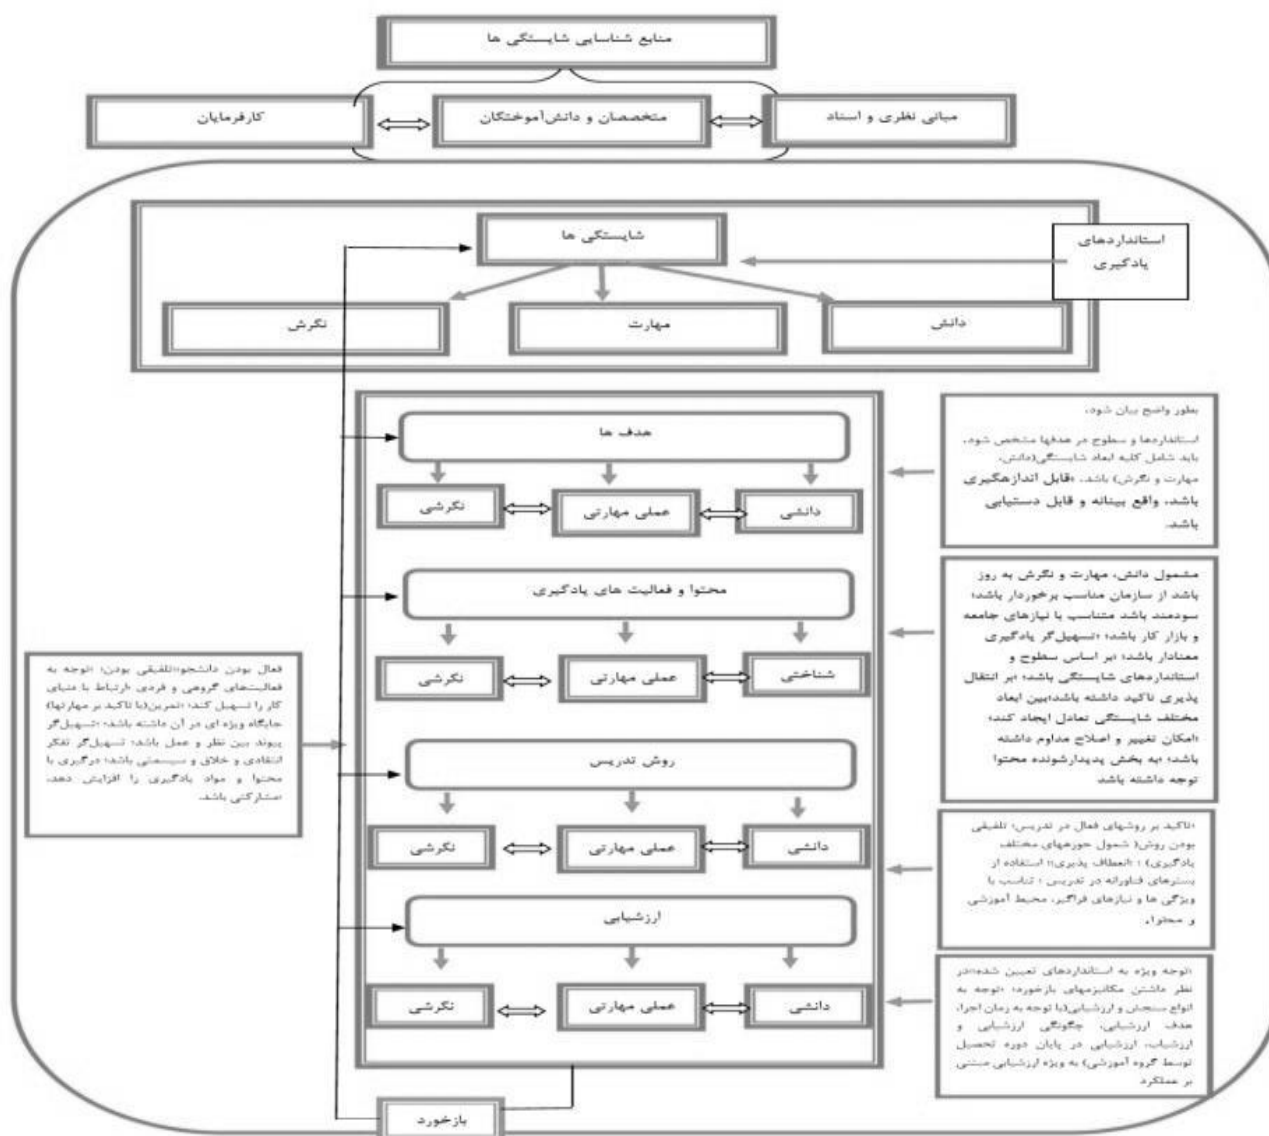 منابع شناسایی شایستگی ها
مبانی نظری و اسناد
متخصصان و دانش‌آموختگان
کارفرمایان
شایستگی ها
استانداردهای
یادگیری
دانش
مهارت
نگرش
هدف ها
دانشی
عملی مهارتی
نگرشی
بطور واضح بیان شود.
استانداردها و سطوح در هدفها مشخص شود.
باید شامل کلیه ابعاد شایستگی(دانش،
مهارت و نگرش) باشد. ،قابل اندازهگیری
باشد، واقع بینانه و قابل دستیابی
باشد.
محتوا و فعالیت های یادگیری
شناختی
عملی مهارتی
نگرشی
مشمول دانش، مهارت و نگرش به روز
باشد از سازمان مناسب برخوردار باشد؛
سودمند باشد متناسب با نیازهای جامعه
و بازار کار باشد؛ ؛تسهیل‌گر یادگیری
معنادار باشد؛ ؛بر اساس سطوح و
استانداردهای شایستگی باشد؛ ؛بر انتقال
پذیری تاکید داشته باشد؛بین ابعاد
مختلف شایستگی تعادل ایجاد کند؛
؛امکان تغییر و اصلاح مداوم داشته
باشد؛ ؛به بخش پدیدارشونده محتوا
توجه داشته باشد
فعال بودن دانشجو؛؛تلفیقی بودن؛ ؛توجه به
فعالیت‌های گروهی و فردی ،ارتباط با دنیای
کار را تسهیل کند؛ ؛تمرین(با تاکید بر مهارتها)
جایگاه ویژه ای در آن داشته باشد؛ ؛تسهیل‌گر
پیوند بین نظر و عمل باشد؛ تسهیل‌گر تفکر
انتقادی و خلاق و سیستمی باشد؛ درگیری با
محتوا و مواد یادگیری را افزایش دهد،
،مشارکتی باشد.
روش تدریس
دانشی
عملی مهارتی
نگرشی
؛تاکید بر روشهای فعال در تدریس؛ تلفیقی
بودن روش( شمول حوزههای مختلف
یادگیری) ؛ ؛انعطاف پذیری؛؛ استفاده از
بسترهای فناورانه در تدریس ؛ تناسب با
ویژگی ها و نیازهای فراگیر، محیط آموزشی
و محتوا.
ارزشیابی
دانشی
عملی مهارتی
نگرشی
؛توجه ویژه به استانداردهای تعیین شده؛؛در
نظر داشتن مکانیزمهای بازخورد؛ ؛توجه به
انواع سنجش و ارزشیابی(با توجه به زمان اجرا،
هدف ارزشیابی، چگونگی ارزشیابی و
ارزشیاب، ارزشیابی در پایان دوره تحصیل
توسط گروه آموزشی) به ویژه ارزشیابی مبتنی
بر عملکرد
بازخورد